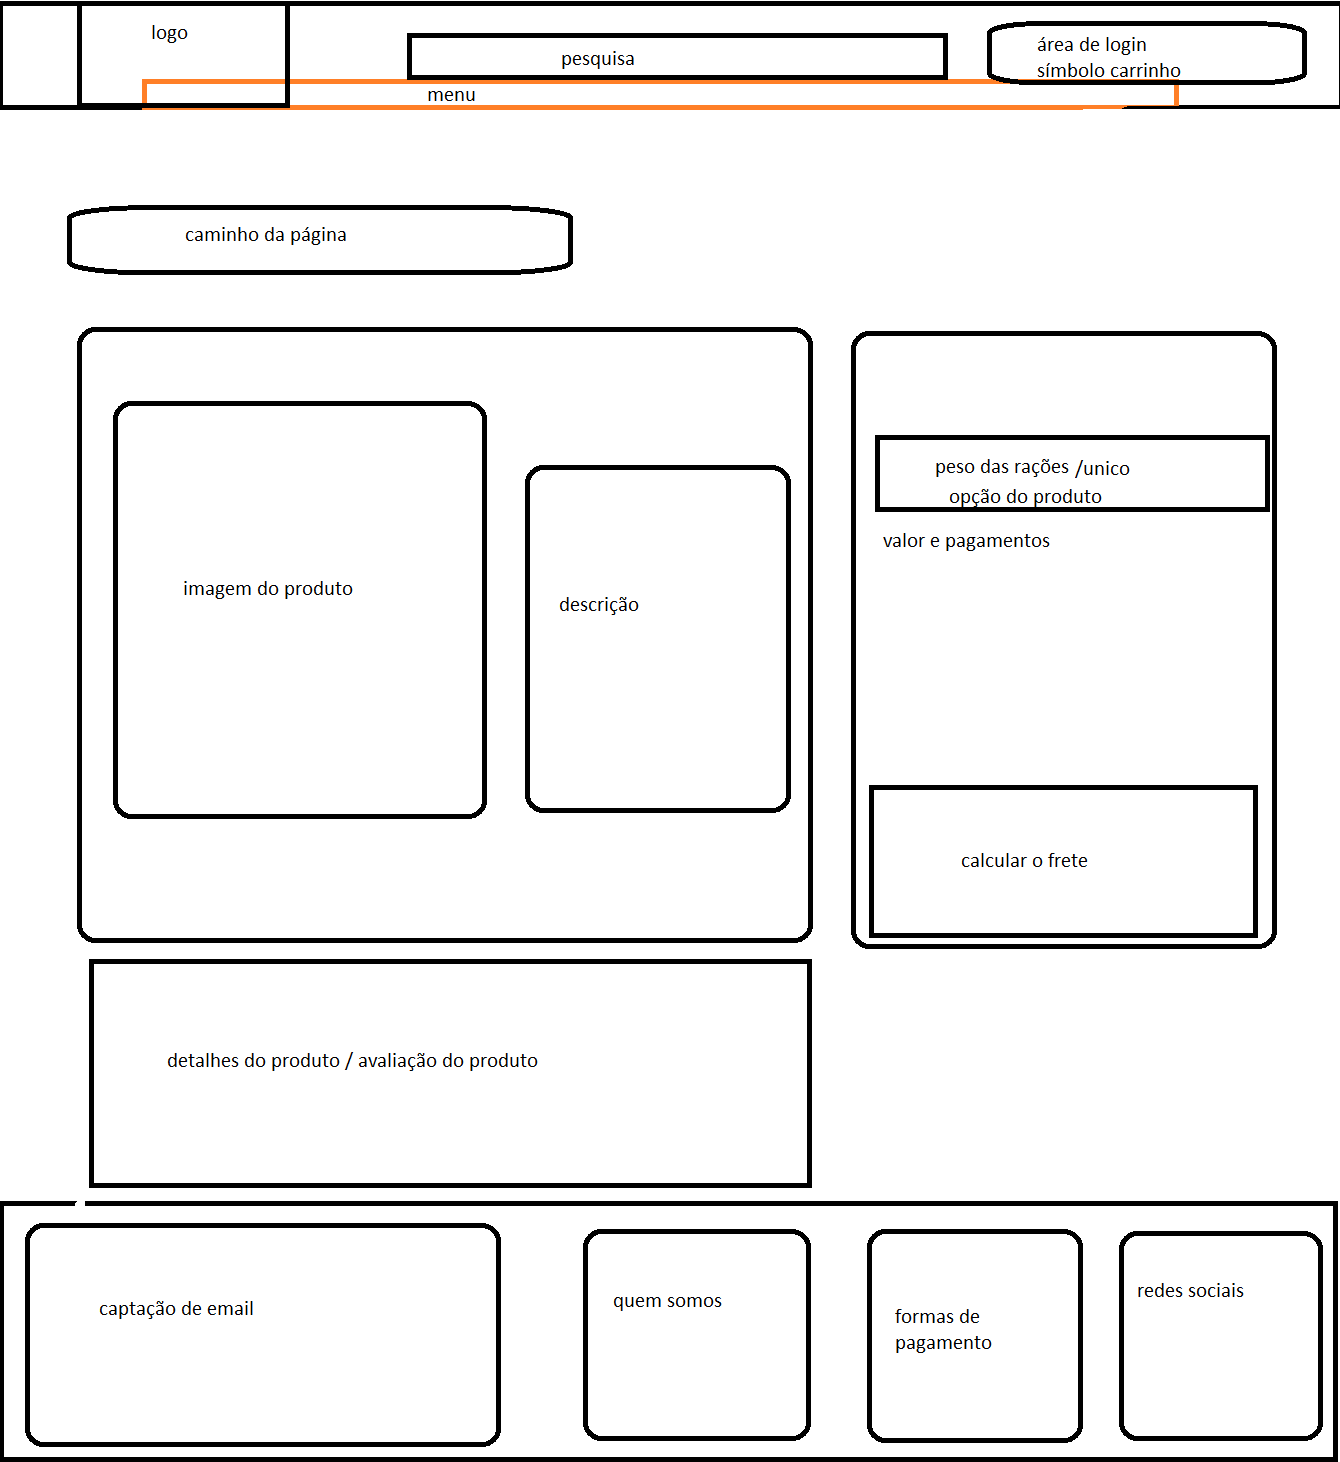 logo
pesquisa
área de login
símbolo carrinho
menu
caminho da página
peso das rações /unico
opção do produto
valor e pagamentos
imagem do produto
descrição
calcular o frete
detalhes do produto / avaliação do produto
captação de email
quem somos
formas de
pagamento
redes sociais